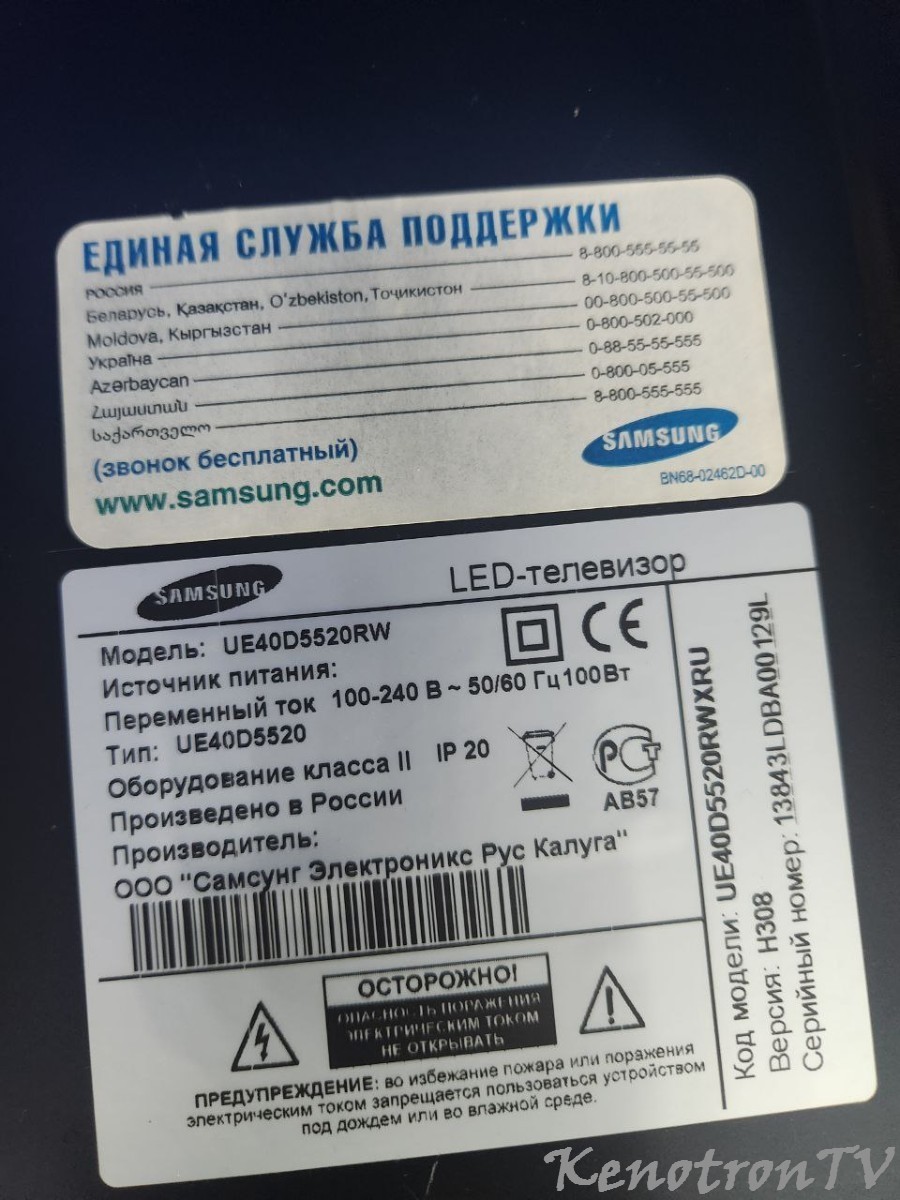 ЕДИНАЯ СЛУЖБА ПОДДЕРЖКИ
РОССИЯ 8-800-555-55-55
Беларусь, Қазақстан, O'zbekiston, Тоҷикистон 8-10-800-500-55-500
Moldova, Кыргызстан 00-800-500-55-500
Україна 0-800-502-000
Azərbaycan 0-88-55-55-555
Հայաստան 0-800-05-555
საქართველო 8-800-555-555
(звонок бесплатный)
www.samsung.com
SAMSUNG
BN68-02462D-00
SAMSUNG
LED-телевизор
Модель: UE40D5520RW
Источник питания:
Переменный ток 100-240 В ~ 50/60 Гц 100Вт
Тип: UE40D5520
Оборудование класса II IP 20
Произведено в России
Производитель:
ООО "Самсунг Электроникс Рус Калуга"
CE
РСТ
АВ57
ОСТОРОЖНО!
ОПАСНОСТЬ ПОРАЖЕНИЯ
ЭЛЕКТРИЧЕСКИМ ТОКОМ
НЕ ОТКРЫВАТЬ
ПРЕДУПРЕЖДЕНИЕ: во избежание пожара или поражения
электрическим током запрещается пользоваться устройством
под дождем или во влажной среде.
Код модели: UE40D5520RWXRU
Версия: H308
Серийный номер: 13843LDBA00129L
KenotronTV